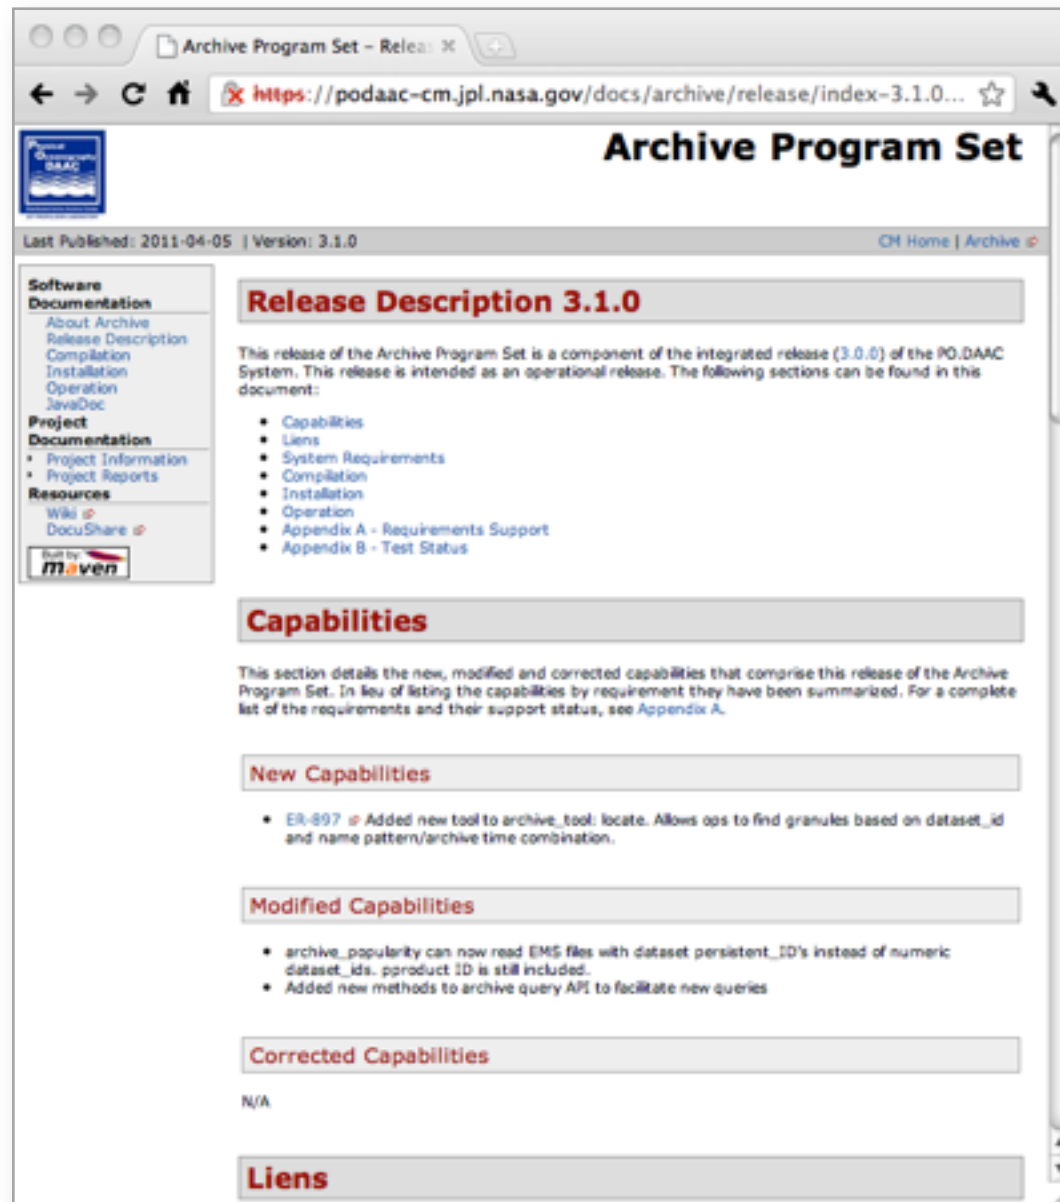 Archive Program Set – Releas
https://podaac-cm.jpl.nasa.gov/docs/archive/release/index-3.1.0...
Physical
Oceanography
DAAC
Archive Program Set
Last Published: 2011-04-05 | Version: 3.1.0
CM Home | Archive
Software
Documentation
About Archive
Release Description
Compilation
Installation
Operation
JavaDoc
Project
Documentation
Project Information
Project Reports
Resources
Wiki
DocuShare
Built by:
maven
Release Description 3.1.0
This release of the Archive Program Set is a component of the integrated release (3.0.0) of the PO.DAAC
System. This release is intended as an operational release. The following sections can be found in this
document:
• Capabilities
• Liens
• System Requirements
• Compilation
• Installation
• Operation
• Appendix A - Requirements Support
• Appendix B - Test Status
Capabilities
This section details the new, modified and corrected capabilities that comprise this release of the Archive
Program Set. In lieu of listing the capabilities by requirement they have been summarized. For a complete
list of the requirements and their support status, see Appendix A.
New Capabilities
• ER-897 Added new tool to archive_tool: locate. Allows ops to find granules based on dataset_id
and name pattern/archive time combination.
Modified Capabilities
• archive_popularity can now read EMS files with dataset persistent_ID's instead of numeric
dataset_ids. pproduct ID is still included.
• Added new methods to archive query API to facilitate new queries
Corrected Capabilities
N/A
Liens